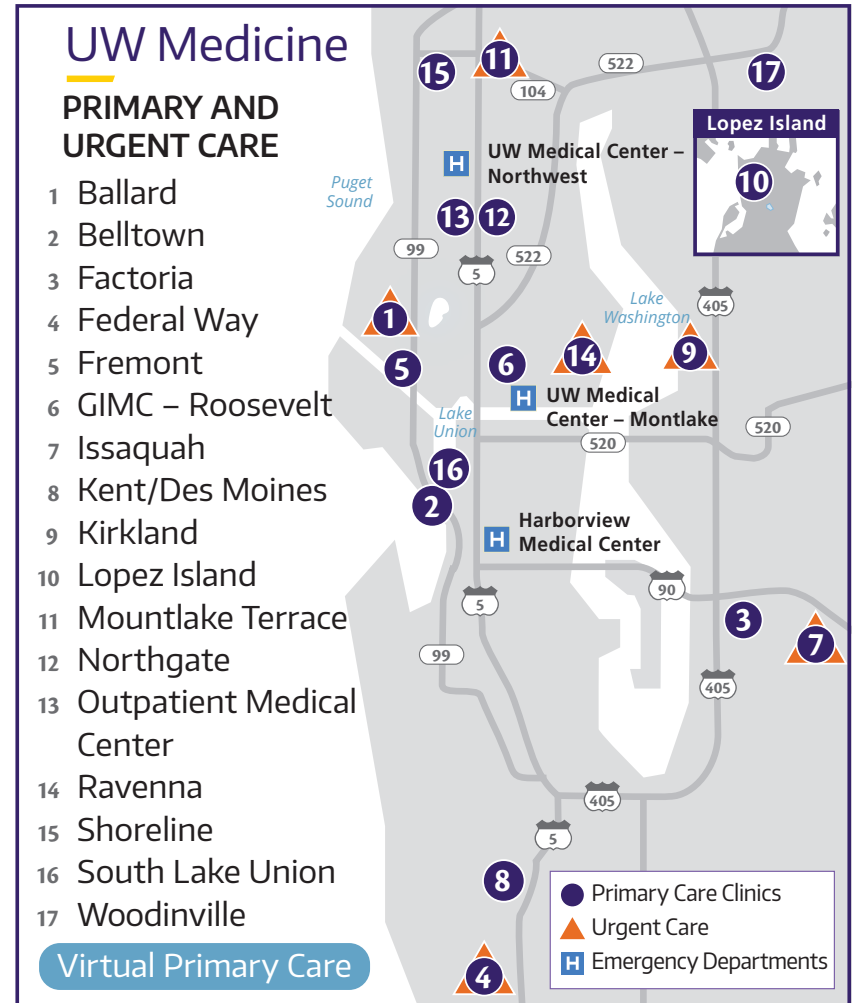 UW Medicine
PRIMARY AND
URGENT CARE
1 Ballard
2 Belltown
3 Factoria
4 Federal Way
5 Fremont
6 GIMC – Roosevelt
7 Issaquah
8 Kent/Des Moines
9 Kirkland
10 Lopez Island
11 Mountlake Terrace
12 Northgate
13 Outpatient Medical
Center
14 Ravenna
15 Shoreline
16 South Lake Union
17 Woodinville
Virtual Primary Care
15
11
104
522
17
H
UW Medical Center –
Northwest
Lopez Island
10
Puget
Sound
13
12
99
5
522
Lake
Washington
405
1
5
6
14
9
H
UW Medical
Center – Montlake
Lake
Union
520
520
16
2
H
Harborview
Medical Center
90
5
3
7
99
405
405
5
8
4
Primary Care Clinics
Urgent Care
H Emergency Departments